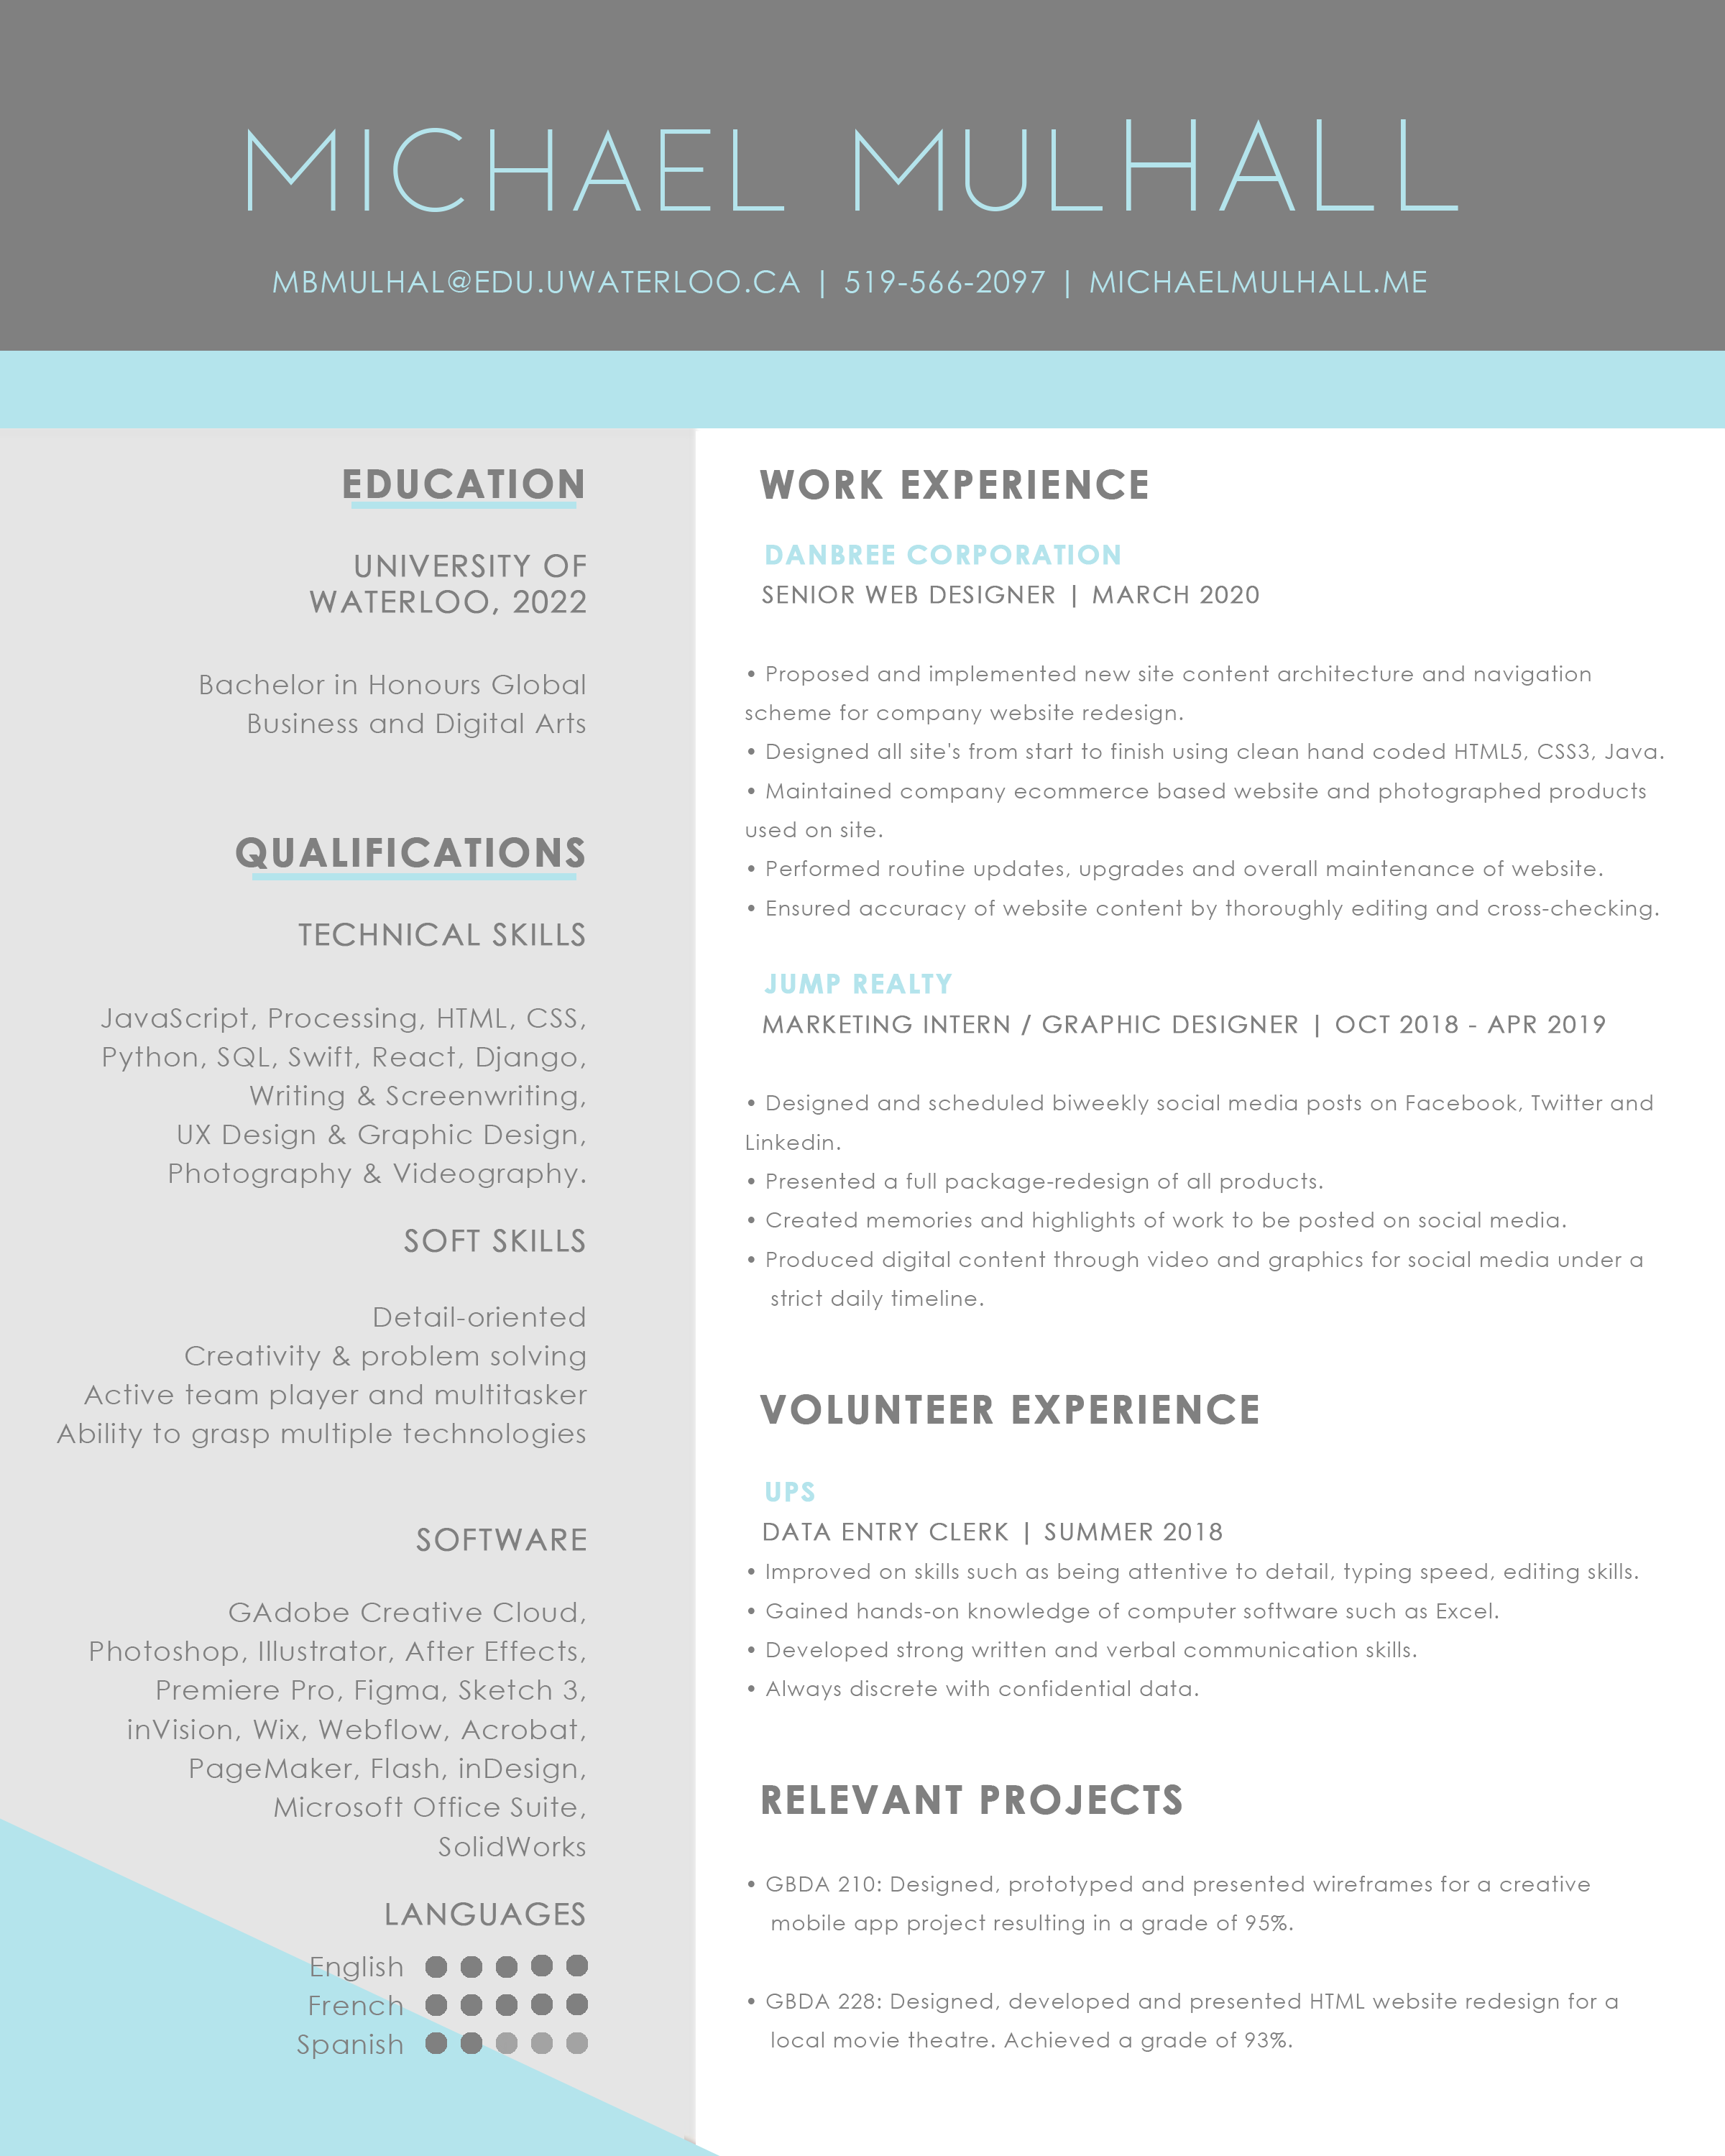 MICHAEL MULHALL
MBMULHAL@EDU.UWATERLOO.CA | 519-566-2097 | MICHAELMULHALL.ME
EDUCATION
UNIVERSITY OF
WATERLOO, 2022
Bachelor in Honours Global
Business and Digital Arts
QUALIFICATIONS
TECHNICAL SKILLS
JavaScript, Processing, HTML, CSS,
Python, SQL, Swift, React, Django,
Writing & Screenwriting,
UX Design & Graphic Design,
Photography & Videography.
SOFT SKILLS
Detail-oriented
Creativity & problem solving
Active team player and multitasker
Ability to grasp multiple technologies
SOFTWARE
GAdobe Creative Cloud,
Photoshop, Illustrator, After Effects,
Premiere Pro, Figma, Sketch 3,
inVision, Wix, Webflow, Acrobat,
PageMaker, Flash, inDesign,
Microsoft Office Suite,
SolidWorks
LANGUAGES
English
French
Spanish
WORK EXPERIENCE
DANBREE CORPORATION
SENIOR WEB DESIGNER | MARCH 2020
• Proposed and implemented new site content architecture and navigation
scheme for company website redesign.
• Designed all site's from start to finish using clean hand coded HTML5, CSS3, Java.
• Maintained company ecommerce based website and photographed products
used on site.
• Performed routine updates, upgrades and overall maintenance of website.
• Ensured accuracy of website content by thoroughly editing and cross-checking.
JUMP REALTY
MARKETING INTERN / GRAPHIC DESIGNER | OCT 2018 - APR 2019
• Designed and scheduled biweekly social media posts on Facebook, Twitter and
Linkedin.
• Presented a full package-redesign of all products.
• Created memories and highlights of work to be posted on social media.
• Produced digital content through video and graphics for social media under a
strict daily timeline.
VOLUNTEER EXPERIENCE
UPS
DATA ENTRY CLERK | SUMMER 2018
• Improved on skills such as being attentive to detail, typing speed, editing skills.
• Gained hands-on knowledge of computer software such as Excel.
• Developed strong written and verbal communication skills.
• Always discrete with confidential data.
RELEVANT PROJECTS
• GBDA 210: Designed, prototyped and presented wireframes for a creative
mobile app project resulting in a grade of 95%.
• GBDA 228: Designed, developed and presented HTML website redesign for a
local movie theatre. Achieved a grade of 93%.